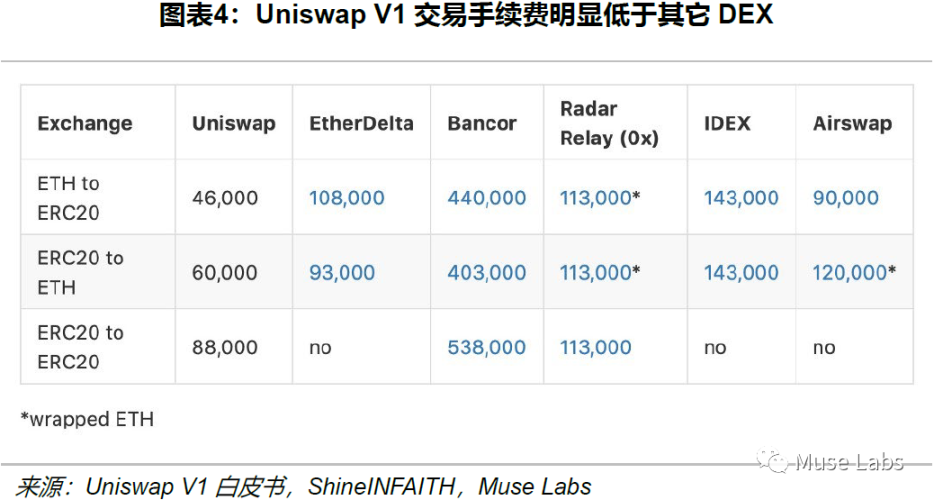 图表4：Uniswap V1 交易手续费明显低于其它 DEX
Exchange Uniswap EtherDelta Bancor Radar Relay (0x) IDEX Airswap
ETH to ERC20 46,000 108,000 440,000 113,000* 143,000 90,000
ERC20 to ETH 60,000 93,000 403,000 113,000* 143,000 120,000*
ERC20 to ERC20 88,000 no 538,000 113,000 no no
*wrapped ETH
Muse Labs
来源：Uniswap V1 白皮书，ShineINFAITH，Muse Labs